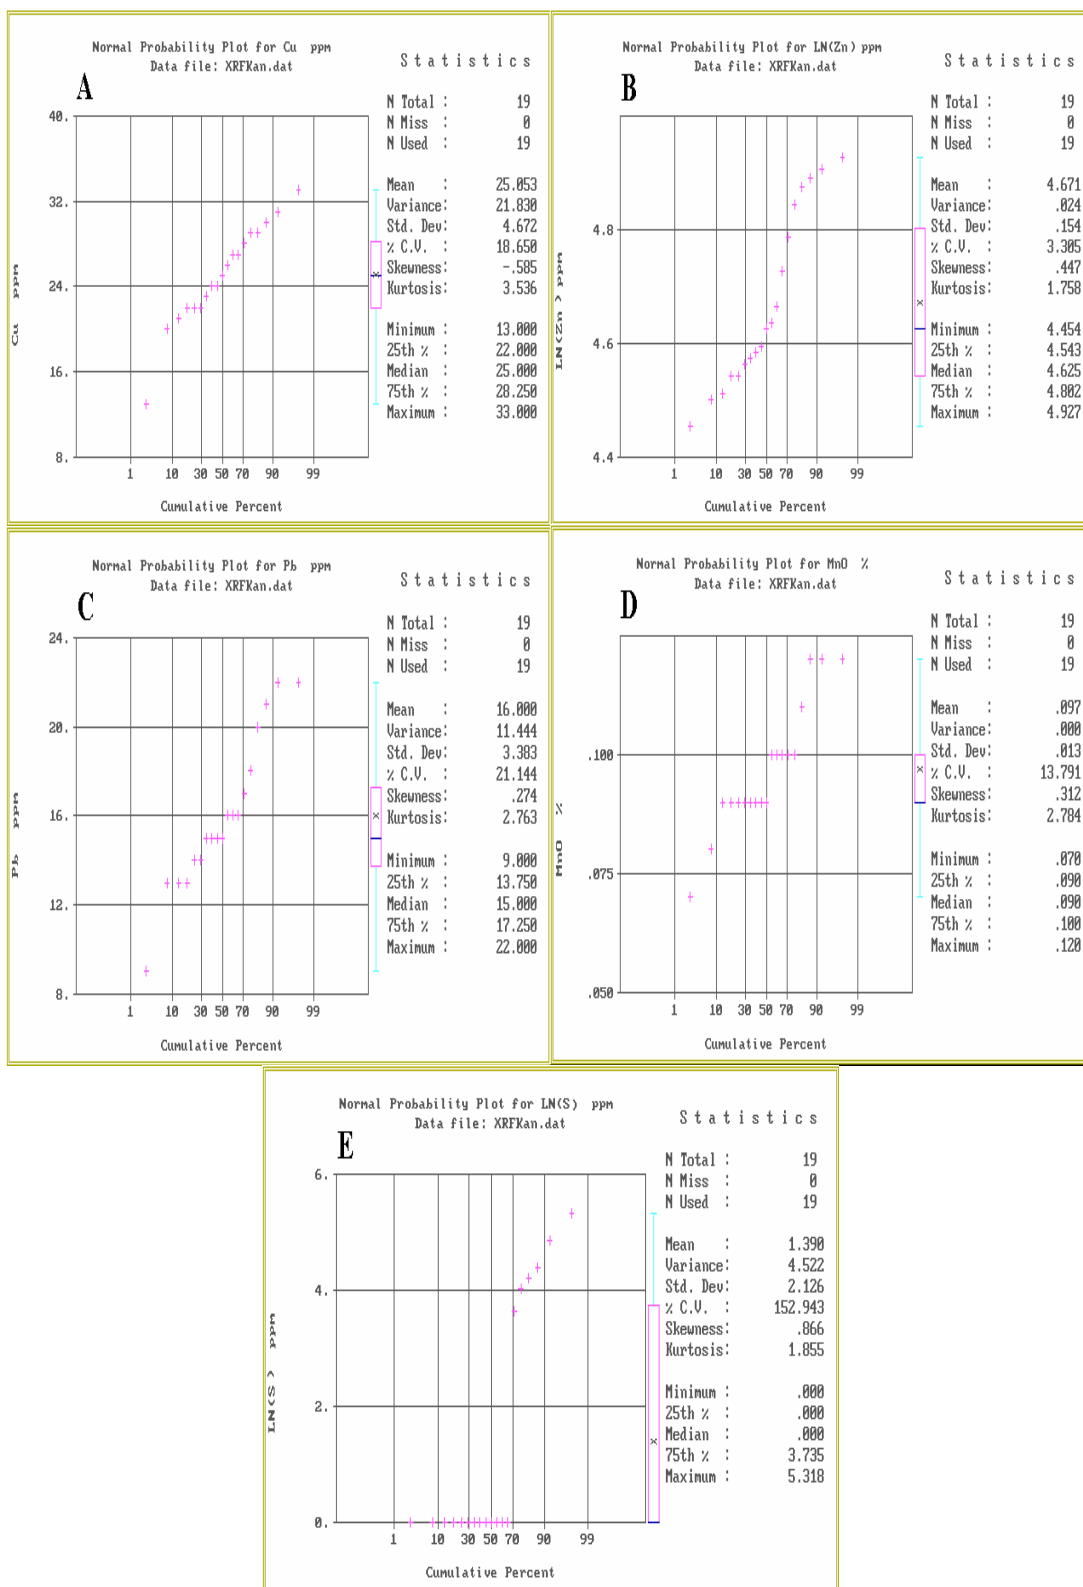 Normal Probability Plot for Cu ppm
Data file: XRFKan.dat
A
Statistics
N Total : 19
N Miss : 0
N Used : 19
Mean : 25.053
Variance: 21.830
Std. Dev: 4.672
% C.V. : 18.650
Skewness: -.585
Kurtosis: 3.536
Minimum : 13.000
25th % : 22.000
Median : 25.000
75th % : 28.250
Maximum : 33.000
40.
32.
24
16.
8.
Cu ppm
1 10 30 50 70 90 99
Cumulative Percent
Normal Probability Plot for LN(Zn) ppm
Data file: XRFKan.dat
B
Statistics
N Total : 19
N Miss : 0
N Used : 19
Mean : 4.671
Variance: .024
Std. Dev: .154
% C.V. : 3.305
Skewness: .447
Kurtosis: 1.758
Minimum : 4.454
25th % : 4.543
Median : 4.625
75th % : 4.802
Maximum : 4.927
4.8
4.6
4.4
LN(Zn) ppm
1 10 30 50 70 90 99
Cumulative Percent
Normal Probability Plot for Pb ppm
Data file: XRFKan.dat
C
Statistics
N Total : 19
N Miss : 0
N Used : 19
Mean : 16.000
Variance: 11.444
Std. Dev: 3.383
% C.V. : 21.144
Skewness: .274
Kurtosis: 2.763
Minimum : 9.000
25th % : 13.750
Median : 15.000
75th % : 17.250
Maximum : 22.000
24.
20.
16.
12.
8.
Pb ppm
1 10 30 50 70 90 99
Cumulative Percent
Normal Probability Plot for MnO %
Data file: XRFKan.dat
D
Statistics
N Total : 19
N Miss : 0
N Used : 19
Mean : .097
Variance: .000
Std. Dev: .013
% C.V. : 13.791
Skewness: .312
Kurtosis: 2.784
Minimum : .070
25th % : .090
Median : .090
75th % : .100
Maximum : .120
.100
.075
.050
MnO %
1 10 30 50 70 90 99
Cumulative Percent
Normal Probability Plot for LN(S) ppm
Data file: XRFKan.dat
E
Statistics
N Total : 19
N Miss : 0
N Used : 19
Mean : 1.390
Variance: 4.522
Std. Dev: 2.126
% C.V. : 152.943
Skewness: .866
Kurtosis: 1.855
Minimum : .000
25th % : .000
Median : .000
75th % : 3.735
Maximum : 5.318
6.
4.
2.
0.
LN(S) ppm
1 10 30 50 70 90 99
Cumulative Percent